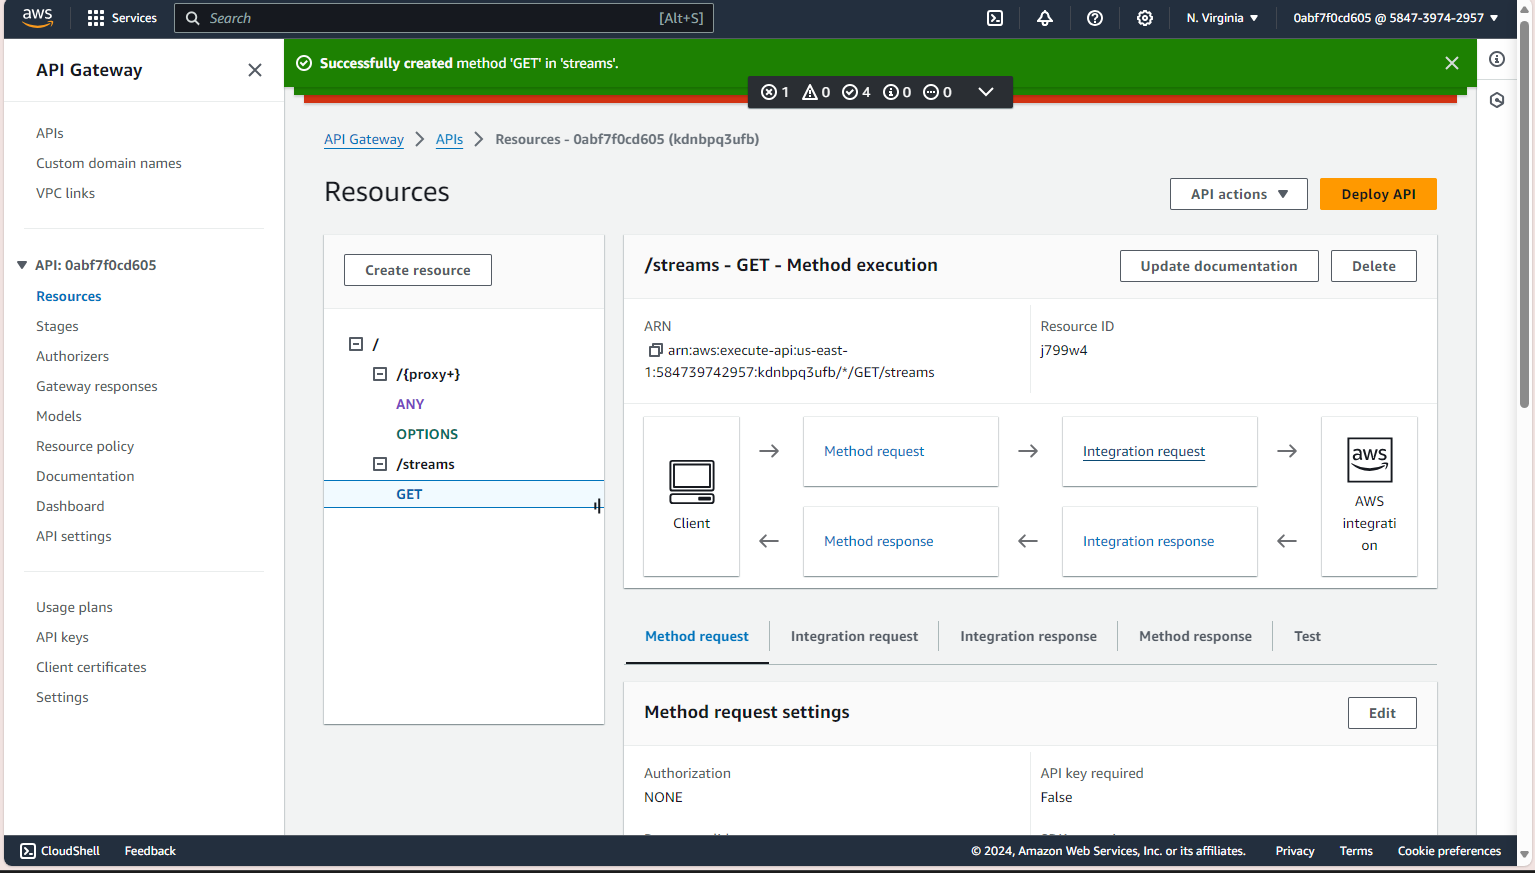 aws
Services
Search
[Alt+S]
N. Virginia
0abf7f0cd605 @ 5847-3974-2957
API Gateway
APIs
Custom domain names
VPC links
API: 0abf7f0cd605
Resources
Stages
Authorizers
Gateway responses
Models
Resource policy
Documentation
Dashboard
API settings
Usage plans
API keys
Client certificates
Settings
Successfully created method 'GET' in 'streams'.
1 0 4 0 0
API Gateway > APIs > Resources - 0abf7f0cd605 (kdnbpq3ufb)
Resources
API actions
Deploy API
Create resource
/
/{proxy+}
ANY
OPTIONS
/streams
GET
/streams - GET - Method execution
Update documentation
Delete
ARN
arn:aws:execute-api:us-east-
1:584739742957:kdnbpq3ufb/*/GET/streams
Resource ID
j799w4
Client
Method request
Integration request
Method response
Integration response
aws
AWS
integrati
on
Method request
Integration request
Integration response
Method response
Test
Method request settings
Edit
Authorization
NONE
API key required
False
CloudShell
Feedback
© 2024, Amazon Web Services, Inc. or its affiliates.
Privacy
Terms
Cookie preferences